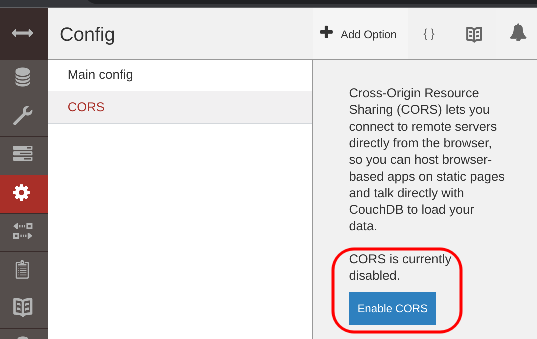 Config
Add Option
{ }
Main config
CORS
Cross-Origin Resource
Sharing (CORS) lets you
connect to remote servers
directly from the browser,
so you can host browser-
based apps on static pages
and talk directly with
CouchDB to load your
data.
CORS is currently
disabled.
Enable CORS